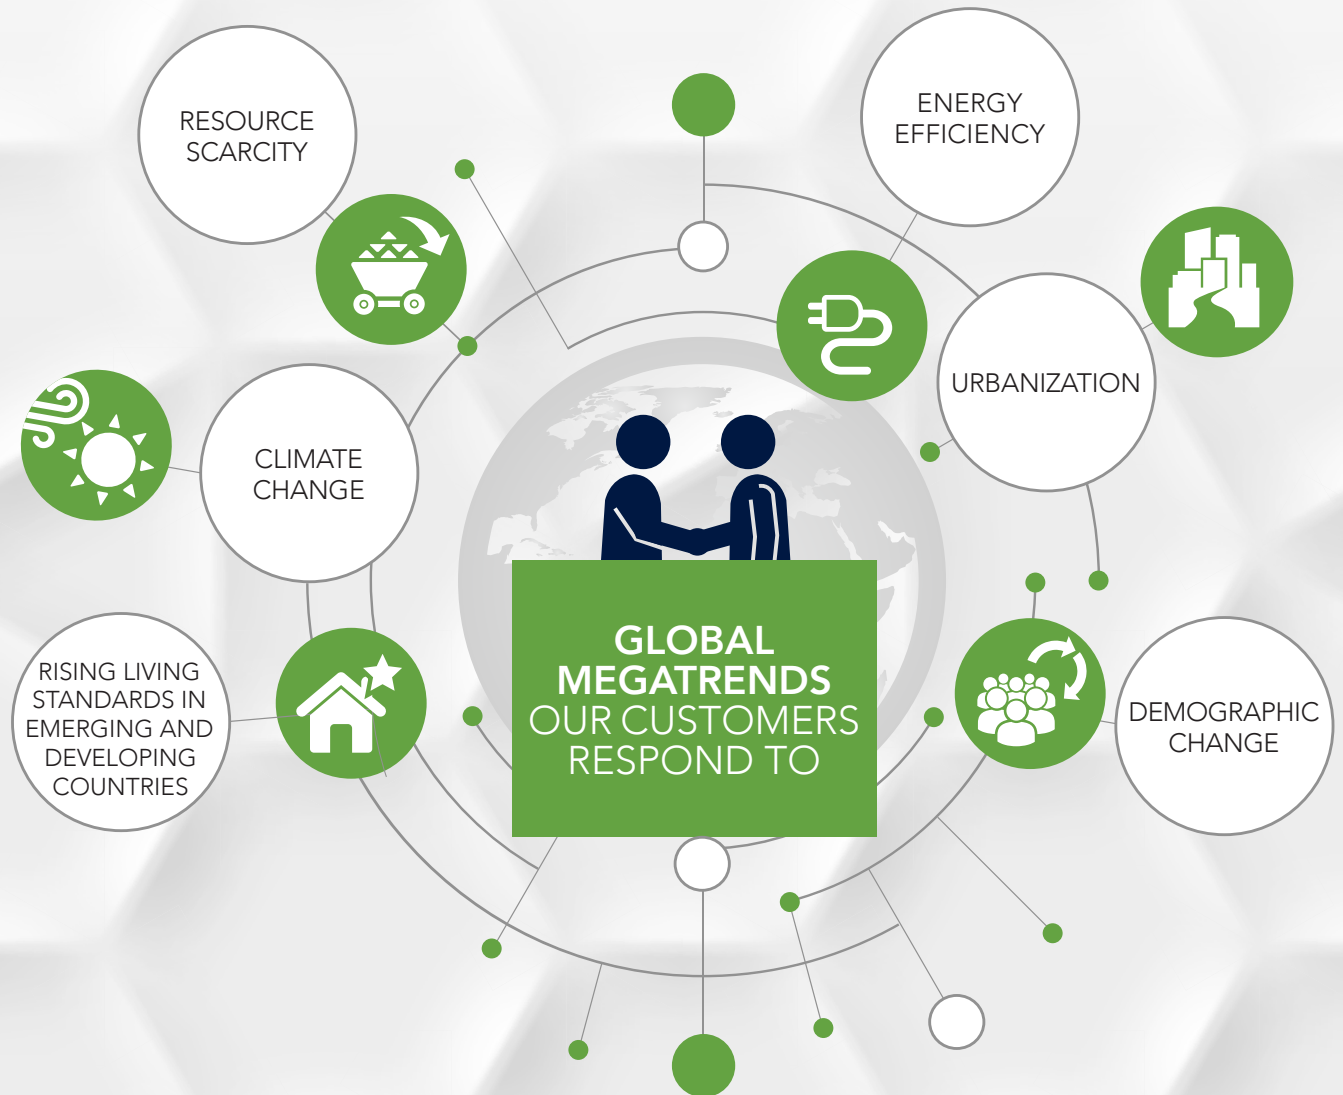 RESOURCE
SCARCITY
ENERGY
EFFICIENCY
URBANIZATION
CLIMATE
CHANGE
GLOBAL
MEGATRENDS
OUR CUSTOMERS
RESPOND TO
RISING LIVING
STANDARDS IN
EMERGING AND
DEVELOPING
COUNTRIES
DEMOGRAPHIC
CHANGE